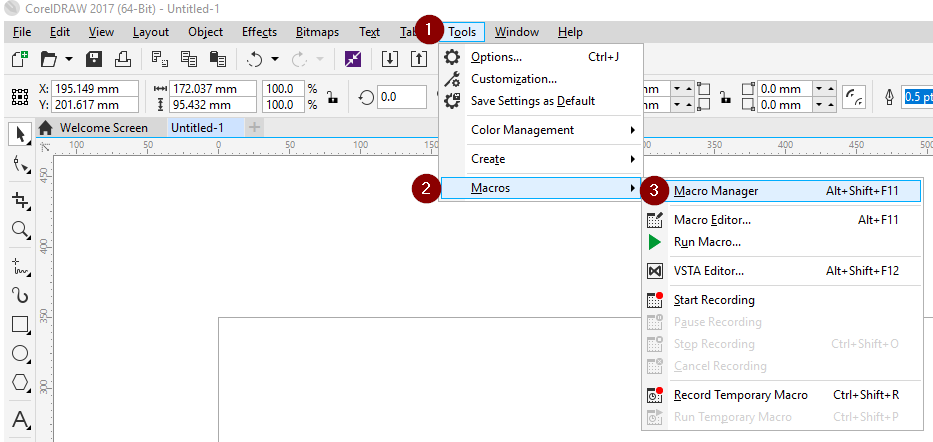 CorelDRAW 2017 (64-Bit) - Untitled-1
File Edit View Layout Object Effects Bitmaps Text Tab 1 Tools Window Help
Options... Ctrl+J
Customization...
Save Settings as Default
Color Management
Create
2 Macros
X: 195.149 mm 172.037 mm 100.0 % 0.0 mm 0.0 mm 0.5 pt
Y: 201.617 mm 95.432 mm 100.0 % mm 0.0 mm
0.0
Welcome Screen Untitled-1
100 50 0 50 100 150 300 350 400 450 500
450
400
350
300
3 Macro Manager Alt+Shift+F11
Macro Editor... Alt+F11
Run Macro...
VSTA Editor... Alt+Shift+F12
Start Recording
Pause Recording
Stop Recording Ctrl+Shift+O
Cancel Recording
Record Temporary Macro Ctrl+Shift+R
Run Temporary Macro Ctrl+Shift+P